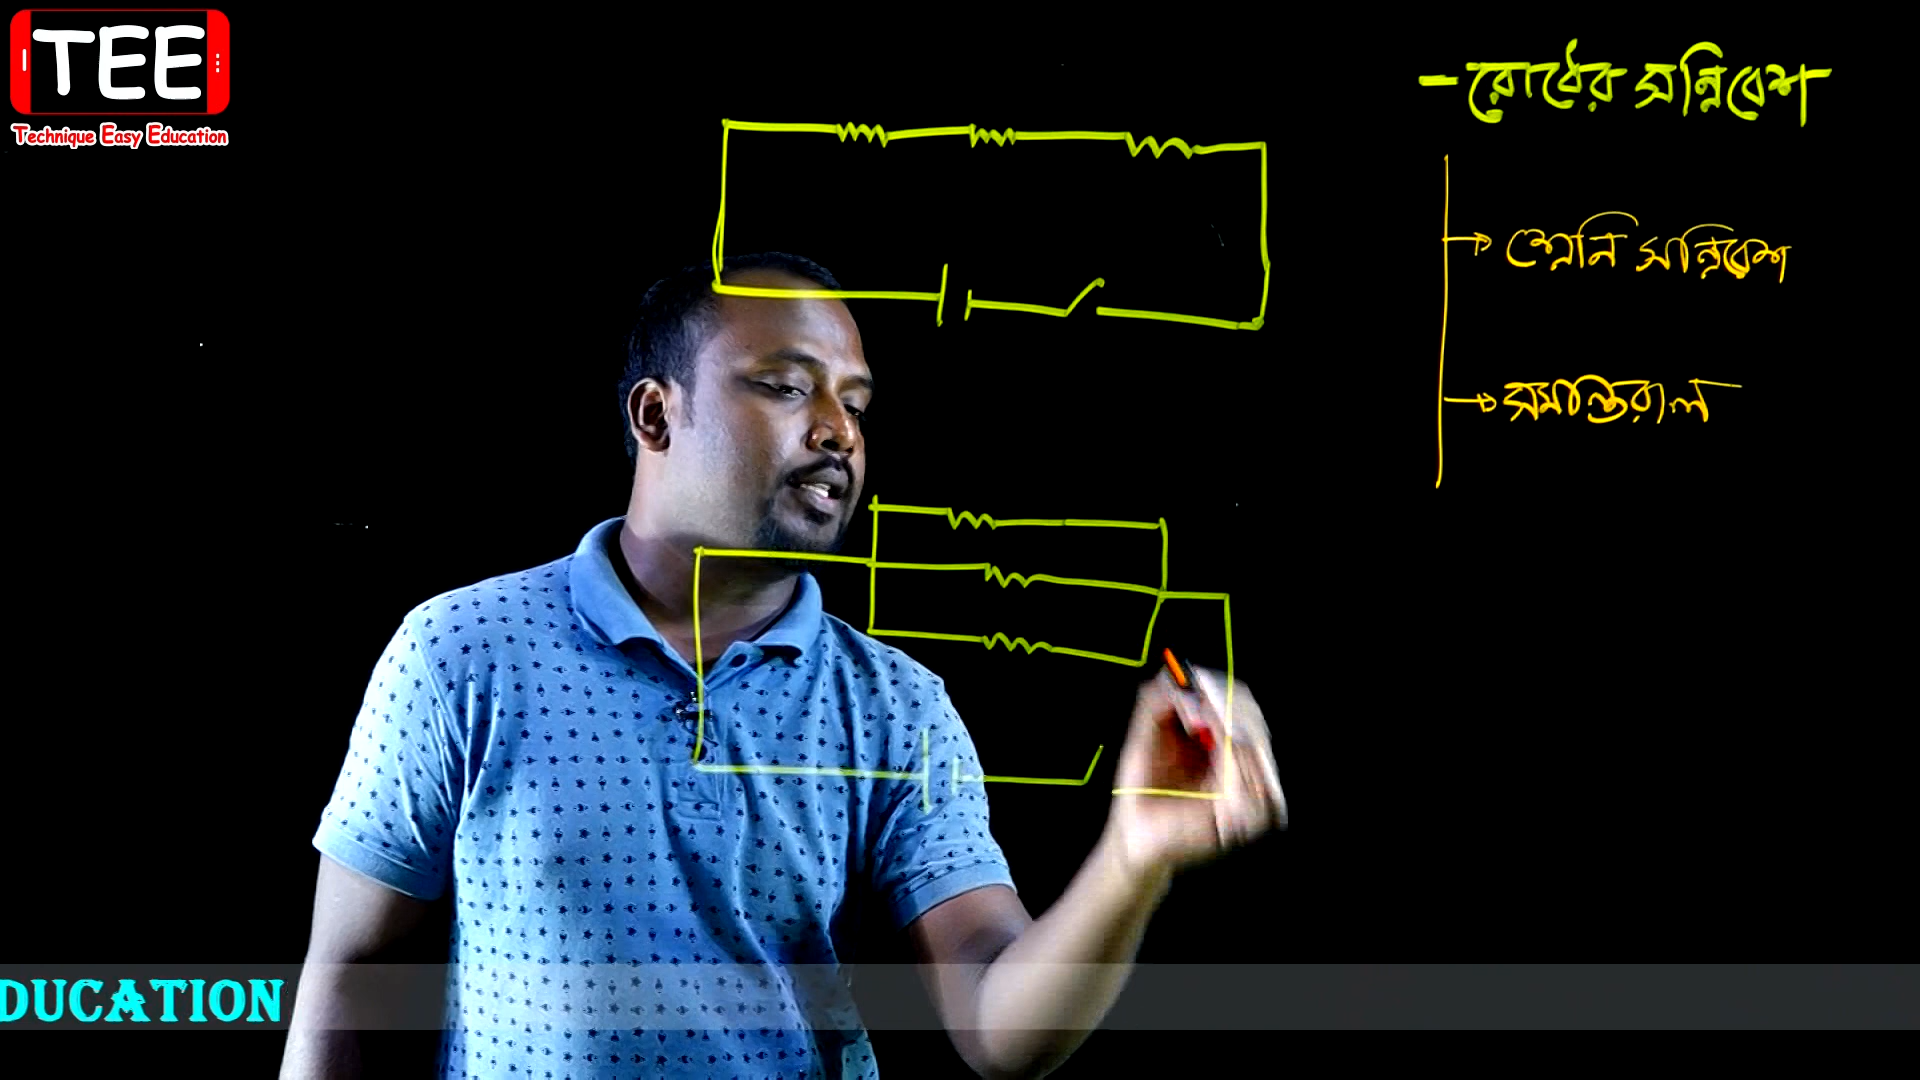 TEE
Technique Easy Education
- রোধের সন্নিবেশ
→ শ্রেনি সন্নিবেশ
→ সমান্তরাল
DUCATION